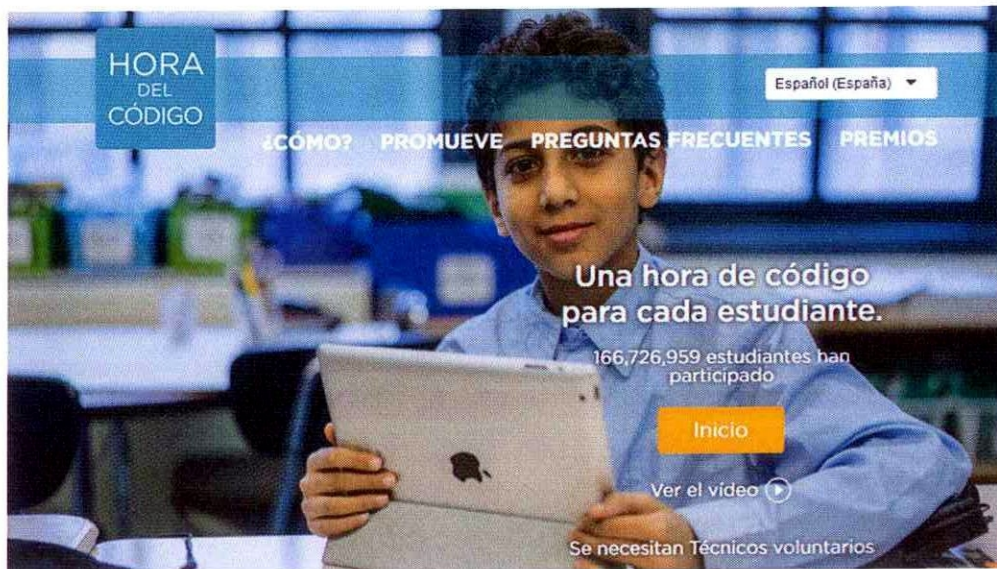 HORA
DEL
CÓDIGO
Español (España)
¿CÓMO? PROMUEVE PREGUNTAS FRECUENTES PREMIOS
Una hora de código
para cada estudiante.
166,726,959 estudiantes han
participado
Inicio
Ver el vídeo
Se necesitan Técnicos voluntarios